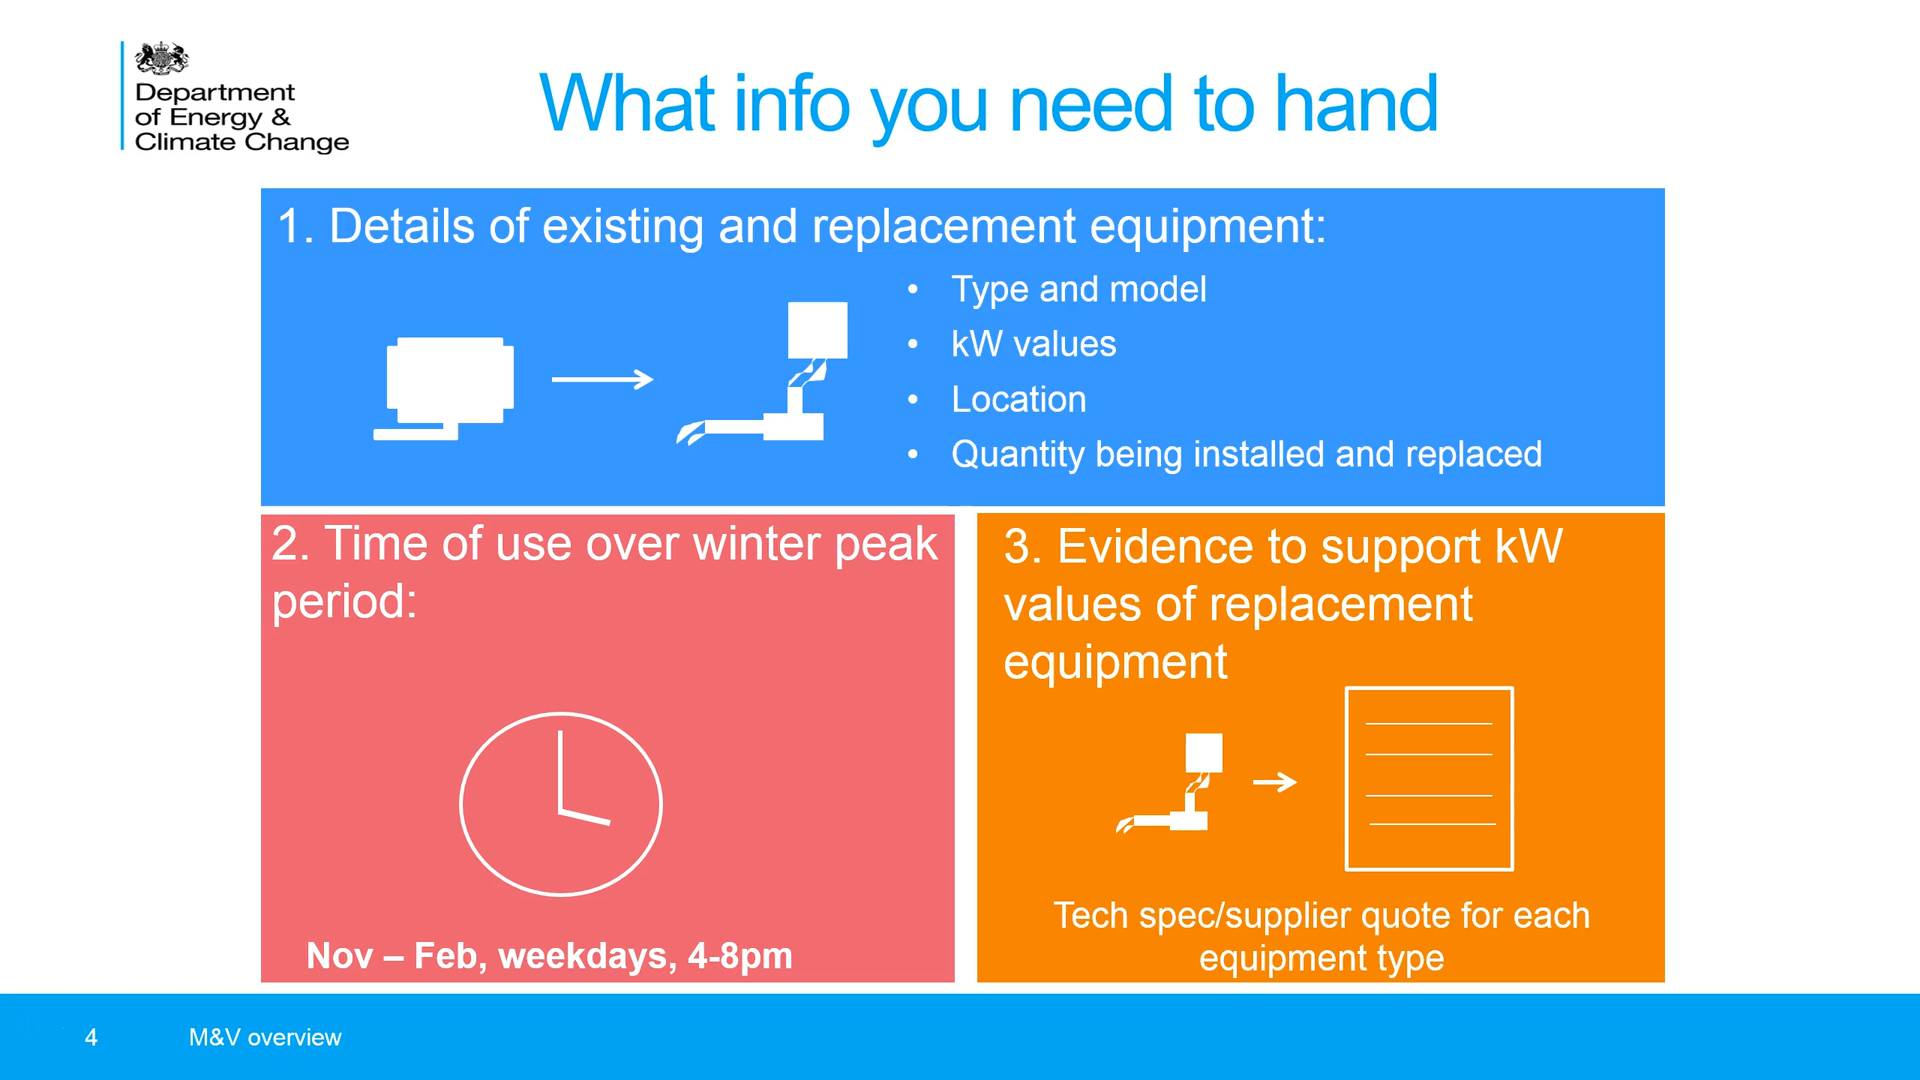 Department
of Energy &
Climate Change
What info you need to hand
1. Details of existing and replacement equipment:
• Type and model
• kW values
• Location
• Quantity being installed and replaced
2. Time of use over winter peak
period:
Nov – Feb, weekdays, 4-8pm
3. Evidence to support kW
values of replacement
equipment
Tech spec/supplier quote for each
equipment type
4 M&V overview